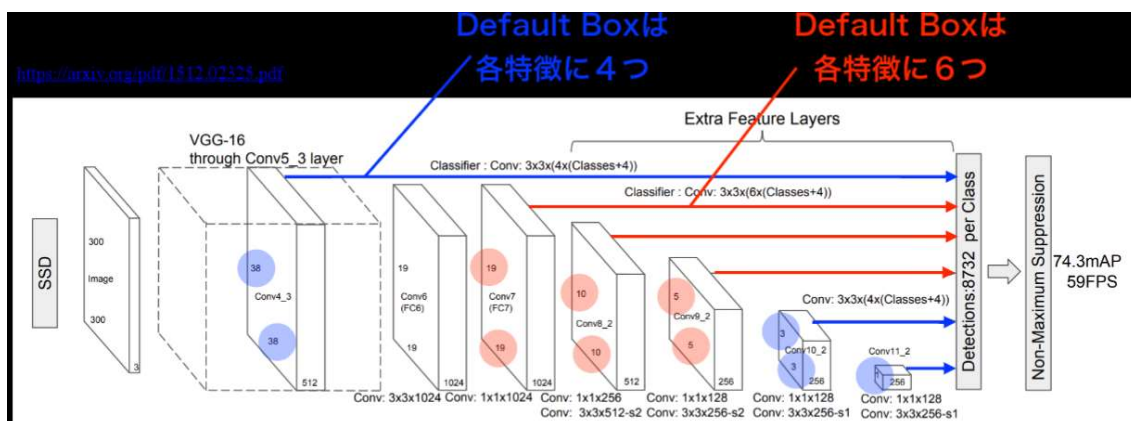 Default Boxは
各特徴に4つ
Default Boxは
各特徴に6つ
https://arxiv.org/pdf/1512.02325.pdf
Extra Feature Layers
VGG-16
through Conv5_3 layer
Classifier : Conv: 3x3x(4x(Classes+4))
Classifier : Conv: 3x3x(6x(Classes+4))
SSD
300
Image
300
3
38
Conv4_3
38
512
19
Conv6
(FC6)
19
1024
19
Conv7
(FC7)
19
1024
10
Conv8_2
10
512
5
Conv9_2
5
256
Conv: 3x3x(4x(Classes+4))
3
Conv10_2
3
256
Conv11_2
1
256
Detections:8732 per Class
Non-Maximum Suppression
74.3mAP
59FPS
Conv: 3x3x1024
Conv: 1x1x1024
Conv: 1x1x256
Conv: 3x3x512-s2
Conv: 1x1x128
Conv: 3x3x256-s2
Conv: 1x1x128
Conv: 3x3x256-s1
Conv: 1x1x128
Conv: 3x3x256-s1